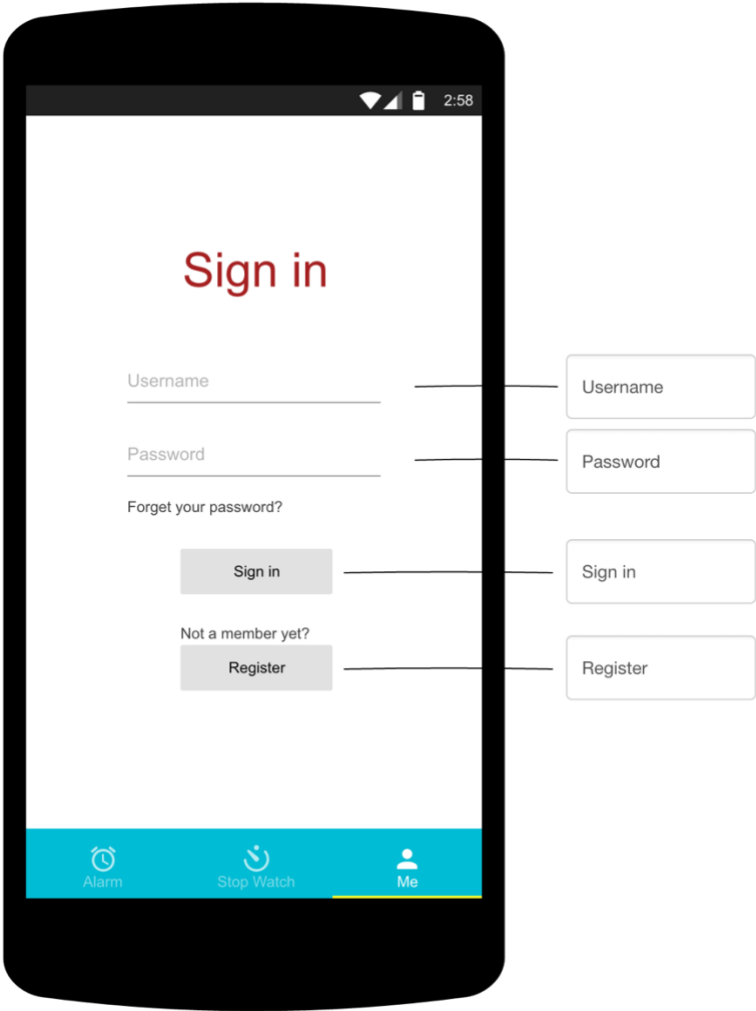 2:58
Sign in
Username
Username
Password
Password
Forget your password?
Sign in
Sign in
Not a member yet?
Register
Register
Alarm
Stop Watch
Me